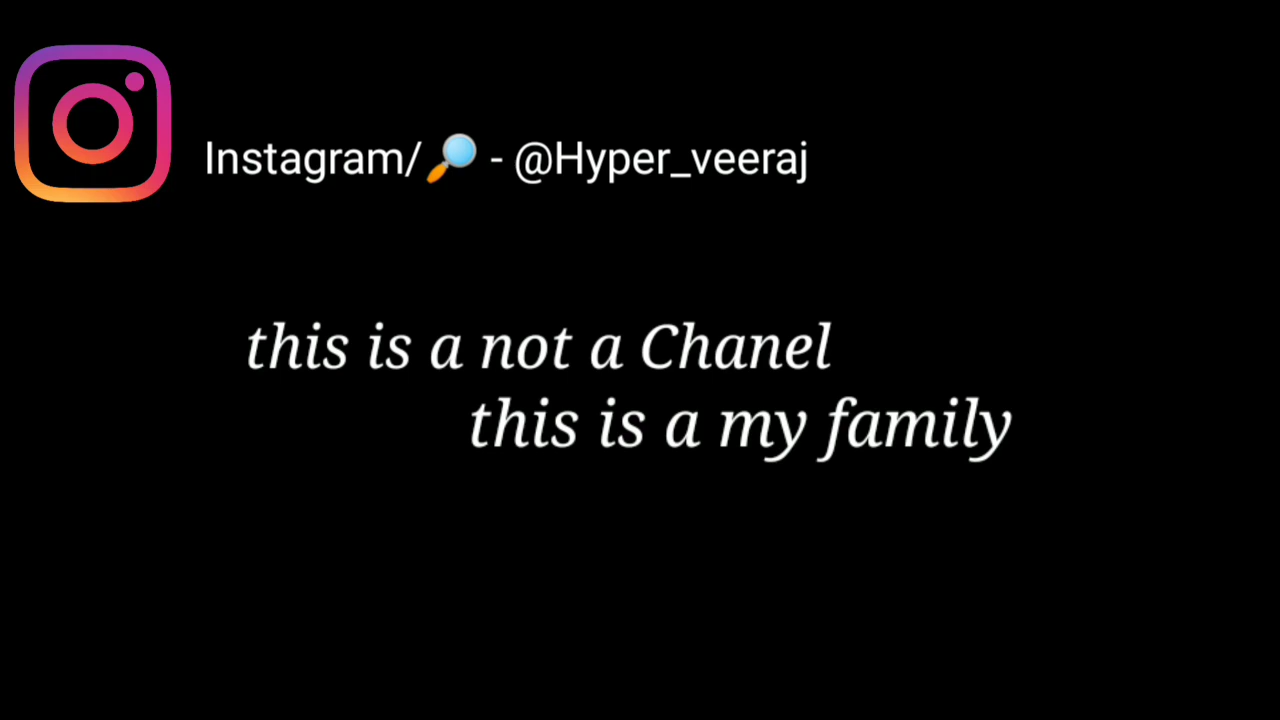 Instagram/🔎 - @Hyper_veeraj
this is a not a Chanel
this is a my family